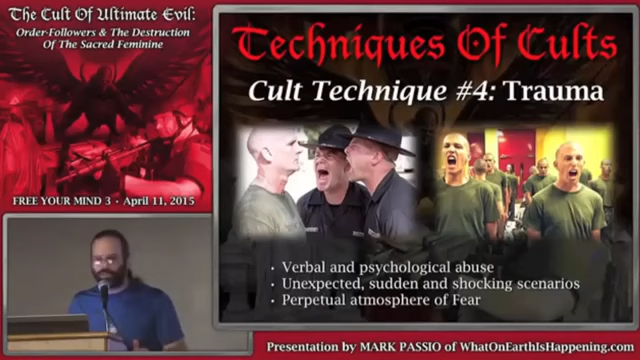 The Cult Of Ultimate Evil:
Order-Followers & The Destruction
Of The Sacred Feminine
FREE YOUR MIND 3 • April 11, 2015
Techniques Of Cults
Cult Technique #4: Trauma
• Verbal and psychological abuse
• Unexpected, sudden and shocking scenarios
• Perpetual atmosphere of Fear
Presentation by MARK PASSIO of WhatOnEarthIsHappening.com